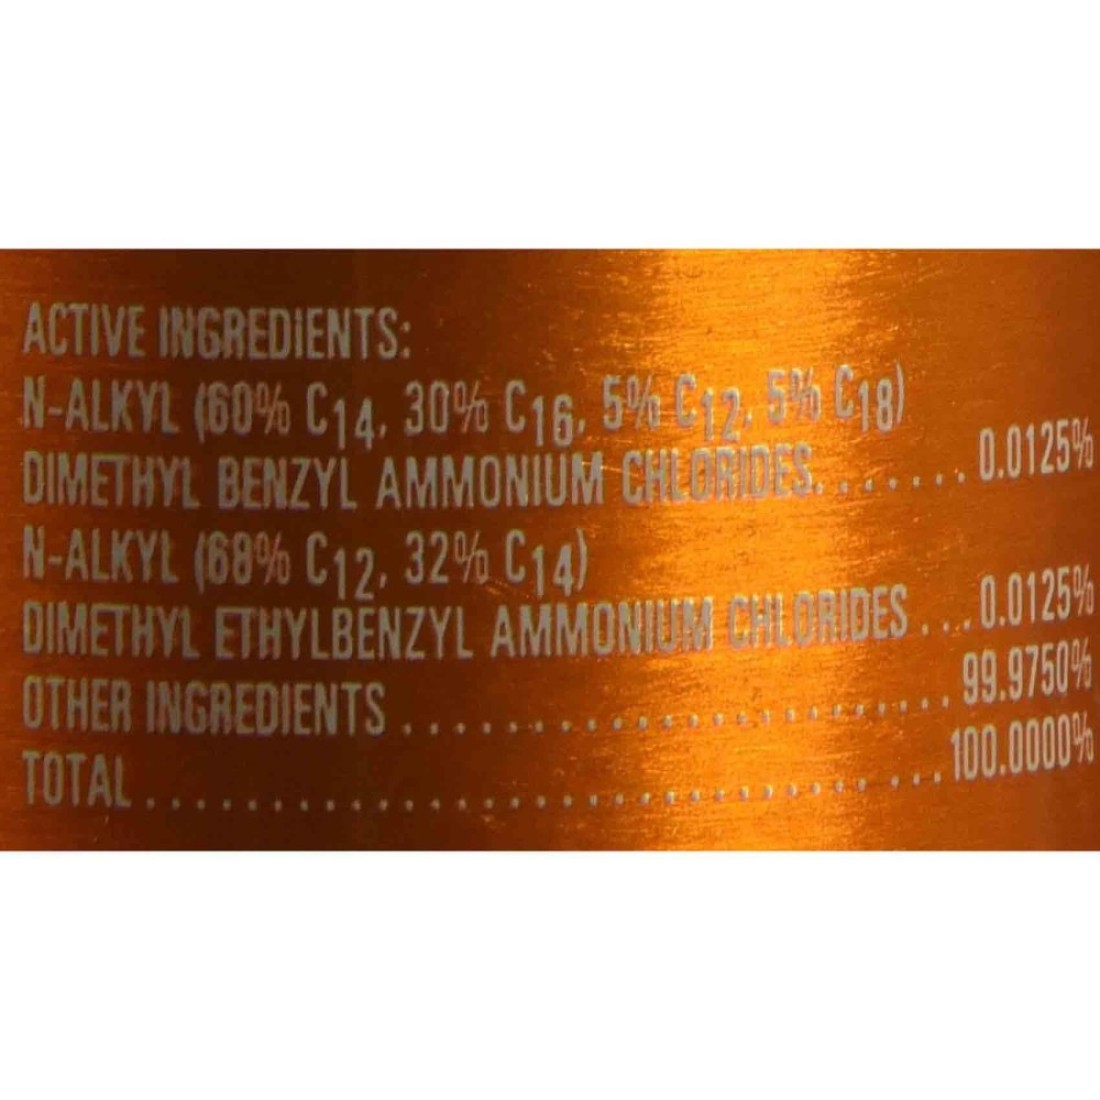 ACTIVE INGREDIENTS:
N-ALKYL (60% C14, 30% C16, 5% C12, 5% C18)
DIMETHYL BENZYL AMMONIUM CHLORIDES. ...... 0.0125%
N-ALKYL (68% C12, 32% C14)
DIMETHYL ETHYLBENZYL AMMONIUM CHLORIDES ... 0.0125%
OTHER INGREDIENTS ........................ 99.9750%
TOTAL ................................... 100.0000%